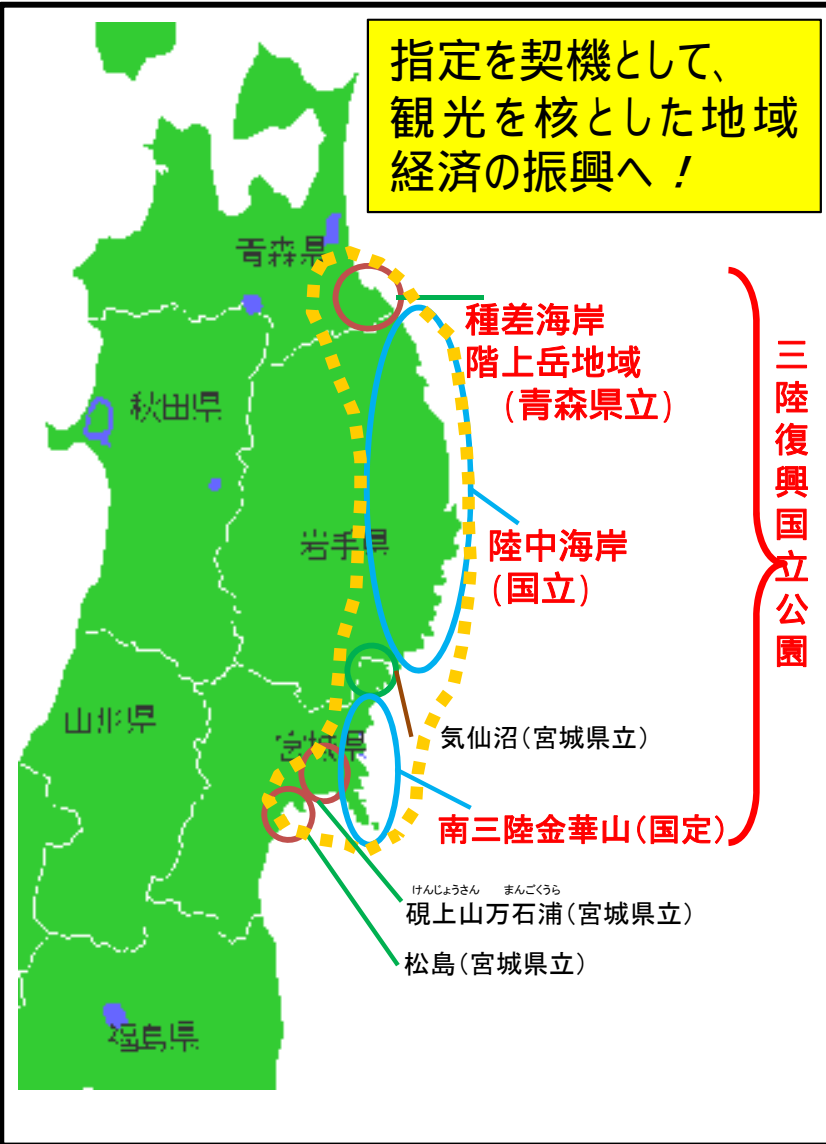 指定を契機として、
観光を核とした地域
経済の振興へ！
青森県
種差海岸
階上岳地域
（青森県立）
三陸復興国立公園
秋田県
岩手県
陸中海岸
（国立）
山形県
宮城県
気仙沼（宮城県立）
南三陸金華山（国定）
けんじょうさん　まんごくうら
硯上山万石浦（宮城県立）
松島（宮城県立）
福島県